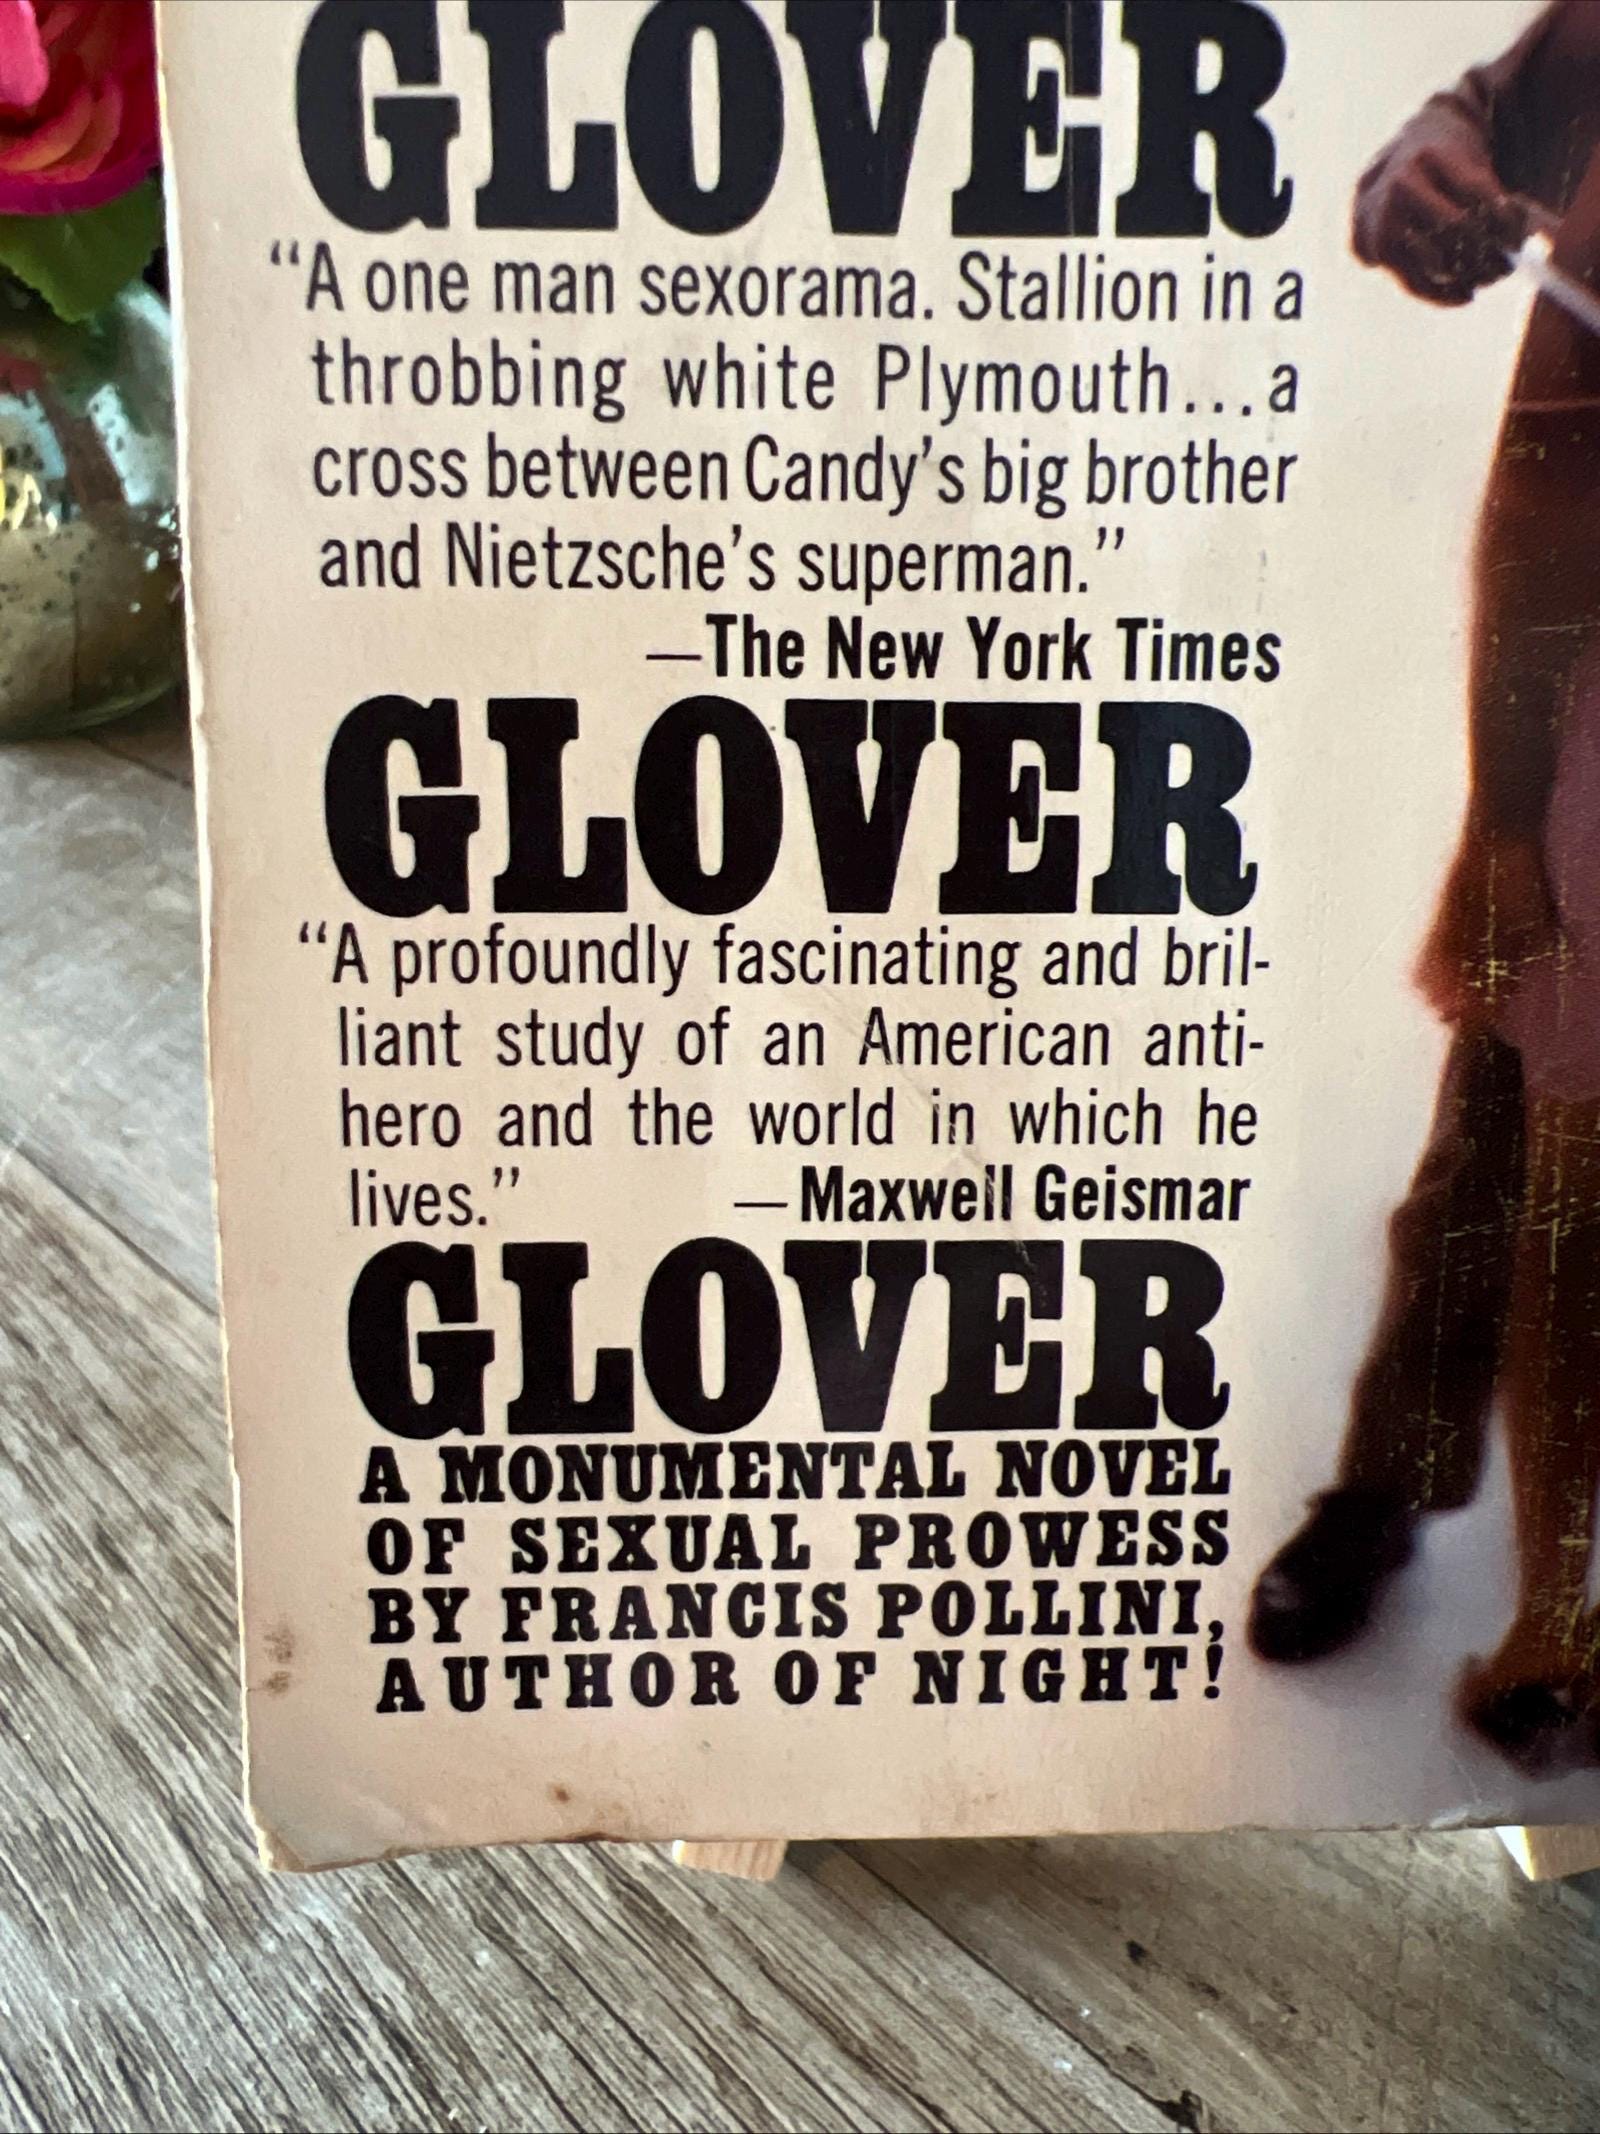 GLOVER
“A one man sexorama. Stallion in a
throbbing white Plymouth...a
cross between Candy’s big brother
and Nietzsche’s superman.”
—The New York Times
GLOVER
“A profoundly fascinating and bril-
liant study of an American anti-
hero and the world in which he
lives.” —Maxwell Geismar
GLOVER
A MONUMENTAL NOVEL
OF SEXUAL PROWESS
BY FRANCIS POLLINI,
AUTHOR OF NIGHT!